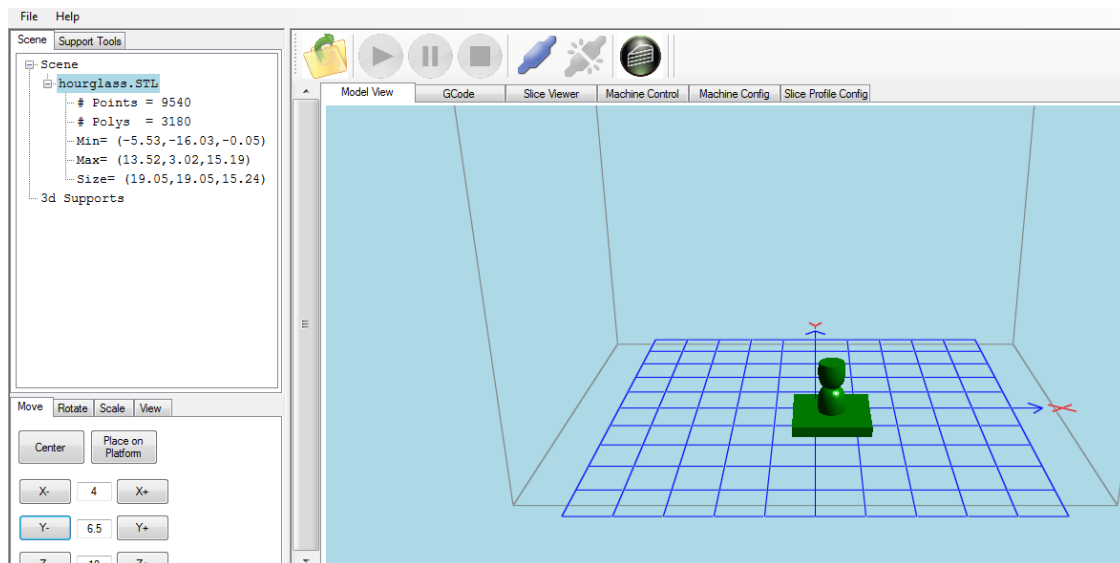 File Help
Scene Support Tools
Scene
hourglass.STL
# Points = 9540
# Polys = 3180
Min= (-5.53,-16.03,-0.05)
Max= (13.52,3.02,15.19)
Size= (19.05,19.05,15.24)
3d Supports
Model View GCode Slice Viewer Machine Control Machine Config Slice Profile Config
Y
X
Move Rotate Scale View
Center Place on Platform
X- 4 X+
Y- 6.5 Y+